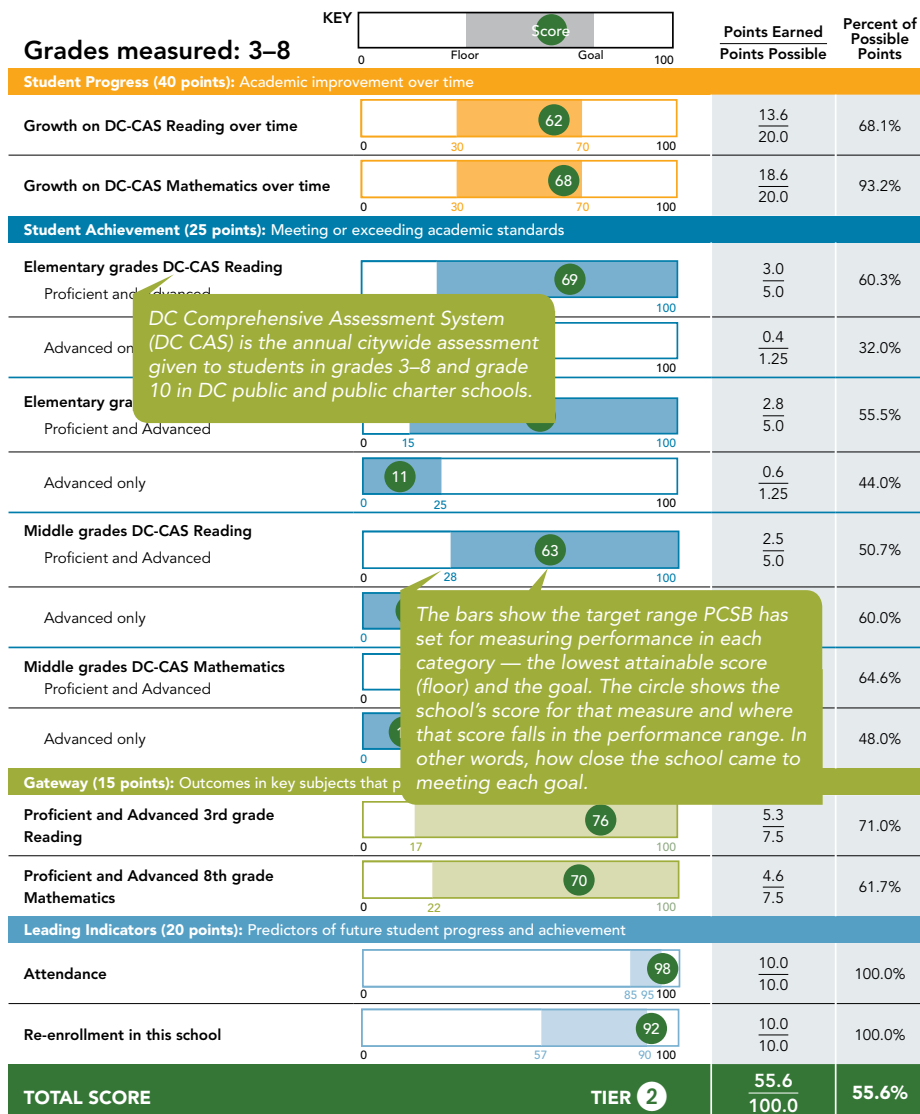 KEY
Score
Floor
Goal
0
100
Grades measured: 3–8
Points Earned
Points Possible
Percent of
Possible
Points
Student Progress (40 points): Academic improvement over time
Growth on DC-CAS Reading over time
62
0
30
70
100
13.6
20.0
68.1%
Growth on DC-CAS Mathematics over time
68
0
30
70
100
18.6
20.0
93.2%
Student Achievement (25 points): Meeting or exceeding academic standards
Elementary grades DC-CAS Reading
Proficient and Advanced
69
100
3.0
5.0
60.3%
Advanced
100
0.4
1.25
32.0%
DC Comprehensive Assessment System
(DC CAS) is the annual citywide assessment
given to students in grades 3–8 and grade
10 in DC public and public charter schools.
Elementary
Proficient and Advanced
0
15
100
2.8
5.0
55.5%
Advanced only
11
0
25
100
0.6
1.25
44.0%
Middle grades DC-CAS Reading
Proficient and Advanced
63
0
28
100
2.5
5.0
50.7%
Advanced only
0
60.0%
The bars show the target range PCSB has
set for measuring performance in each
category — the lowest attainable score
(floor) and the goal. The circle shows the
school's score for that measure and where
that score falls in the performance range. In
other words, how close the school came to
meeting each goal.
Middle grades DC-CAS Mathematics
Proficient and Advanced
0
64.6%
Advanced only
0
48.0%
Gateway (15 points): Outcomes in key subjects that
Proficient and Advanced 3rd grade
Reading
76
0
17
100
5.3
7.5
71.0%
Proficient and Advanced 8th grade
Mathematics
70
0
22
100
4.6
7.5
61.7%
Leading Indicators (20 points): Predictors of future student progress and achievement
Attendance
98
0
85 95 100
10.0
10.0
100.0%
Re-enrollment in this school
92
0
57
90 100
10.0
10.0
100.0%
TOTAL SCORE
TIER 2
55.6
100.0
55.6%